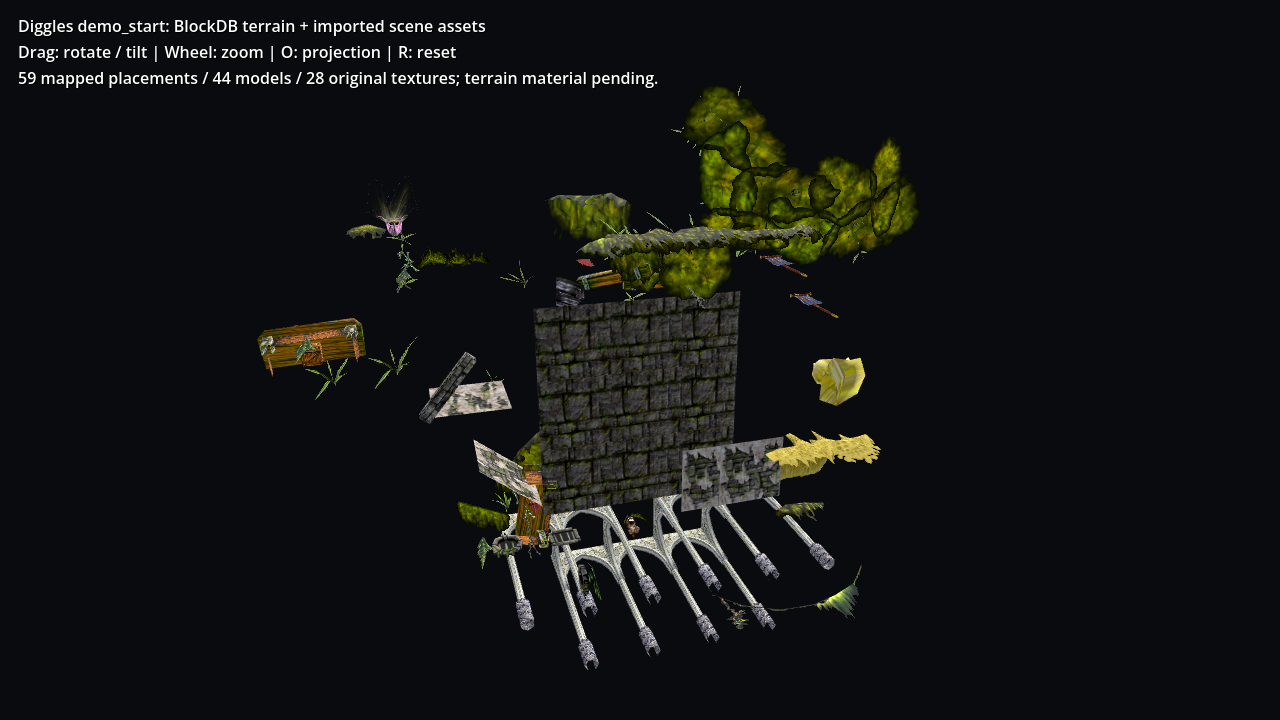 Diggles demo_start: BlockDB terrain + imported scene assets
Drag: rotate / tilt | Wheel: zoom | O: projection | R: reset
59 mapped placements / 44 models / 28 original textures; terrain material pending.